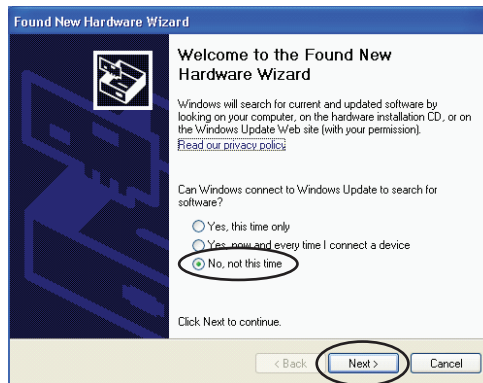 Found New Hardware Wizard
Welcome to the Found New
Hardware Wizard
Windows will search for current and updated software by
looking on your computer, on the hardware installation CD, or on
the Windows Update Web site (with your permission).
Read our privacy policy
Can Windows connect to Windows Update to search for
software?
Yes, this time only
Yes, now and every time I connect a device
No, not this time
Click Next to continue.
< Back
Next >
Cancel